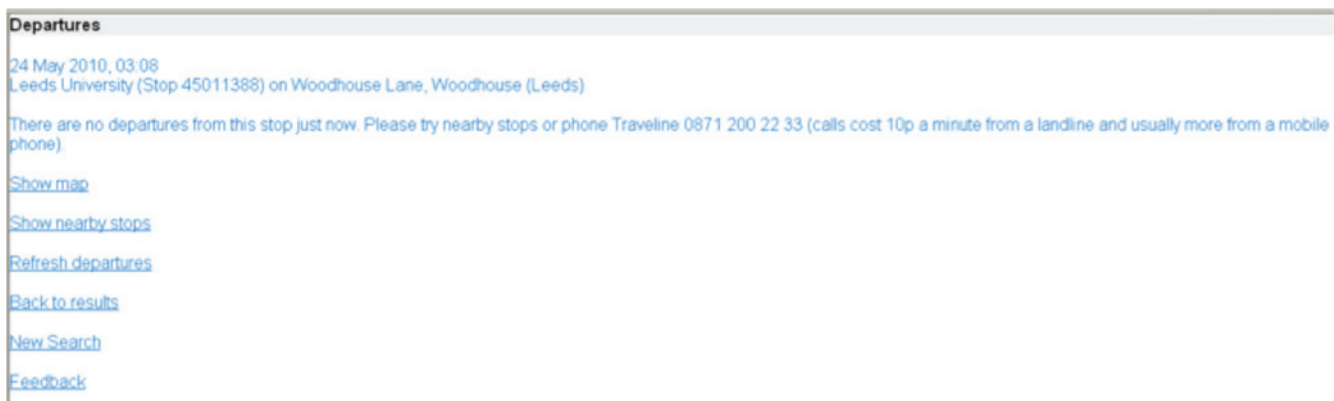 Departures
24 May 2010, 03:08
Leeds University (Stop 45011388) on Woodhouse Lane, Woodhouse (Leeds)
There are no departures from this stop just now. Please try nearby stops or phone Traveline 0871 200 22 33 (calls cost 10p a minute from a landline and usually more from a mobile
phone).
Show map
Show nearby stops
Refresh departures
Back to results
New Search
Feedback